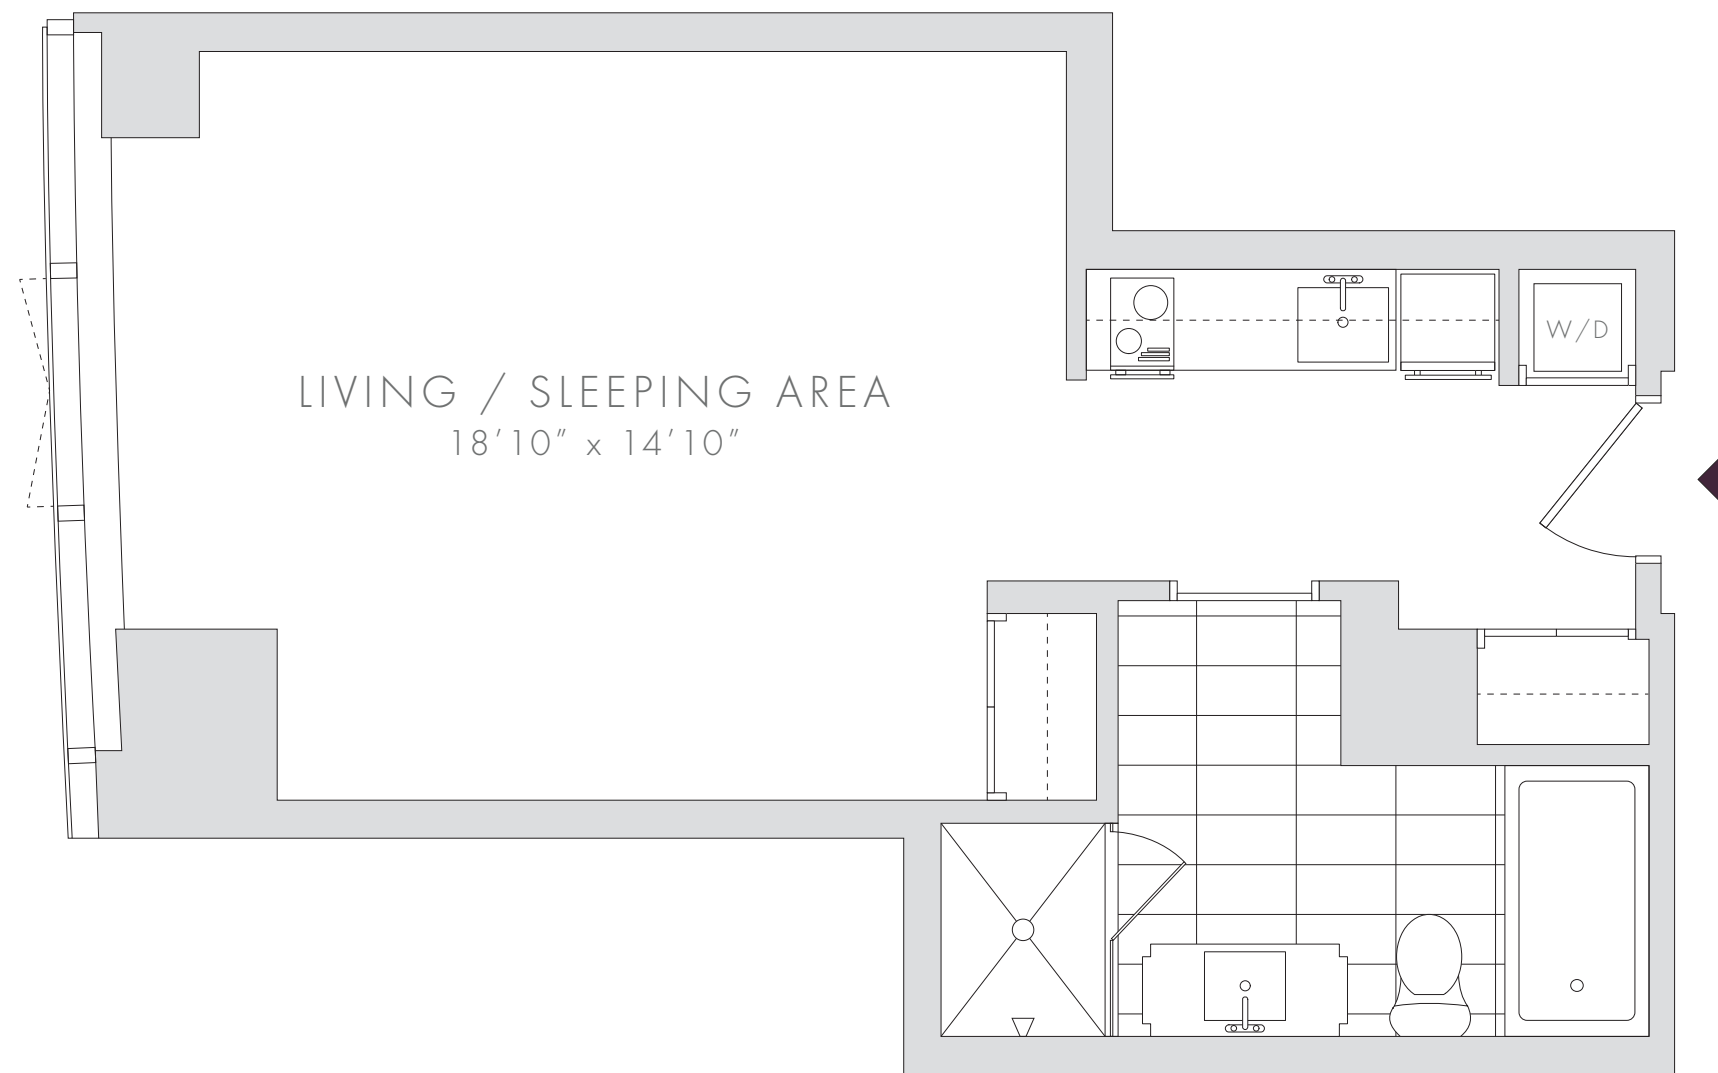 LIVING / SLEEPING AREA
18’10” x 14’10”
W/D